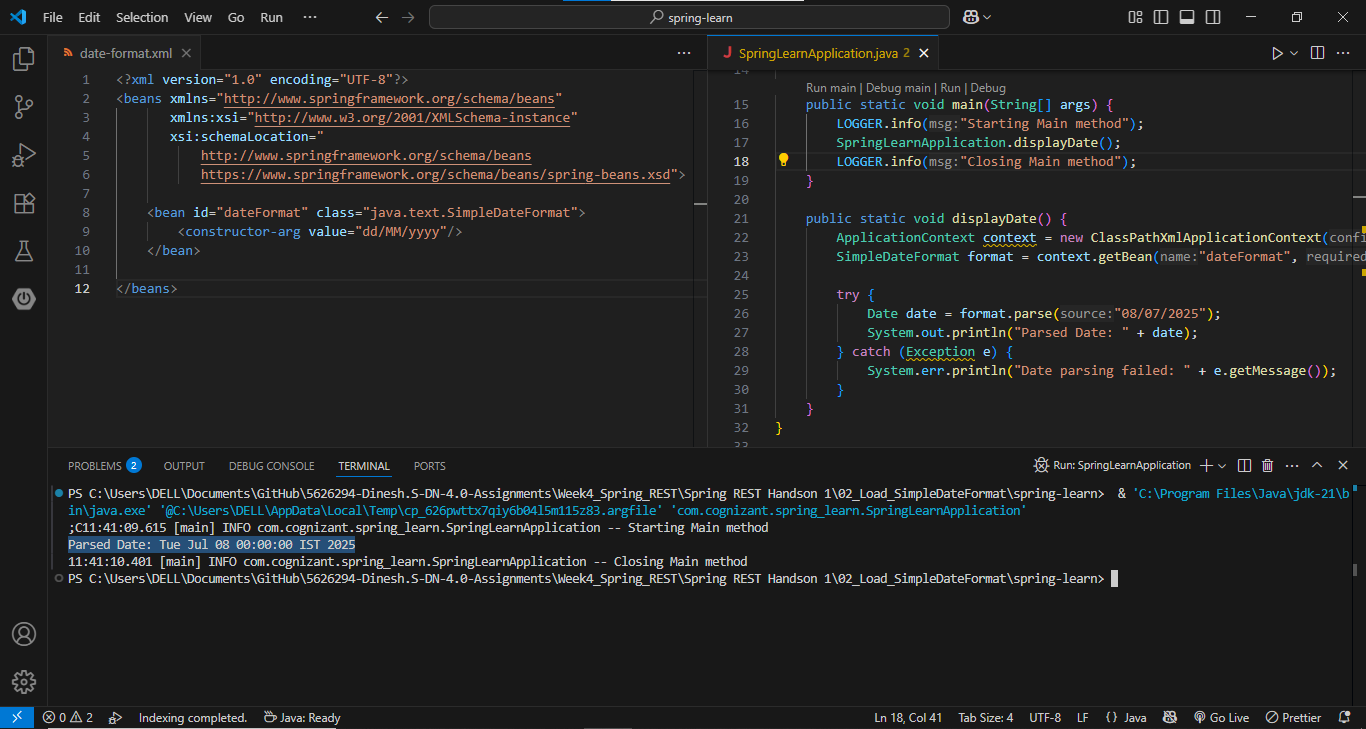 File Edit Selection View Go Run ··· spring-learn
date-format.xml
1 <?xml version="1.0" encoding="UTF-8"?>
2 <beans xmlns="http://www.springframework.org/schema/beans"
3 xmlns:xsi="http://www.w3.org/2001/XMLSchema-instance"
4 xsi:schemaLocation="
5 http://www.springframework.org/schema/beans
6 https://www.springframework.org/schema/beans/spring-beans.xsd">
7
8 <bean id="dateFormat" class="java.text.SimpleDateFormat">
9 <constructor-arg value="dd/MM/yyyy"/>
10 </bean>
11
12 </beans>
J SpringLearnApplication.java 2
14
Run main | Debug main | Run | Debug
15 public static void main(String[] args) {
16 LOGGER.info(msg:"Starting Main method");
17 SpringLearnApplication.displayDate();
18 LOGGER.info(msg:"Closing Main method");
19 }
20
21 public static void displayDate() {
22 ApplicationContext context = new ClassPathXmlApplicationContext(confi
23 SimpleDateFormat format = context.getBean(name:"dateFormat", required
24
25 try {
26 Date date = format.parse(source:"08/07/2025");
27 System.out.println("Parsed Date: " + date);
28 } catch (Exception e) {
29 System.err.println("Date parsing failed: " + e.getMessage());
30 }
31 }
32 }
33
PROBLEMS 2 OUTPUT DEBUG CONSOLE TERMINAL PORTS Run: SpringLearnApplication
PS C:\Users\DELL\Documents\GitHub\5626294-Dinesh.S-DN-4.0-Assignments\Week4_Spring_REST\Spring REST Handson 1\02_Load_SimpleDateFormat\spring-learn> & 'C:\Program Files\Java\jdk-21\b
in\java.exe' '@C:\Users\DELL\AppData\Local\Temp\cp_626pwttx7qiy6b04l5m115z83.argfile' 'com.cognizant.spring_learn.SpringLearnApplication'
;C11:41:09.615 [main] INFO com.cognizant.spring_learn.SpringLearnApplication -- Starting Main method
Parsed Date: Tue Jul 08 00:00:00 IST 2025
11:41:10.401 [main] INFO com.cognizant.spring_learn.SpringLearnApplication -- Closing Main method
PS C:\Users\DELL\Documents\GitHub\5626294-Dinesh.S-DN-4.0-Assignments\Week4_Spring_REST\Spring REST Handson 1\02_Load_SimpleDateFormat\spring-learn>
0 2 Indexing completed. Java: Ready Ln 18, Col 41 Tab Size: 4 UTF-8 LF {} Java Go Live Prettier